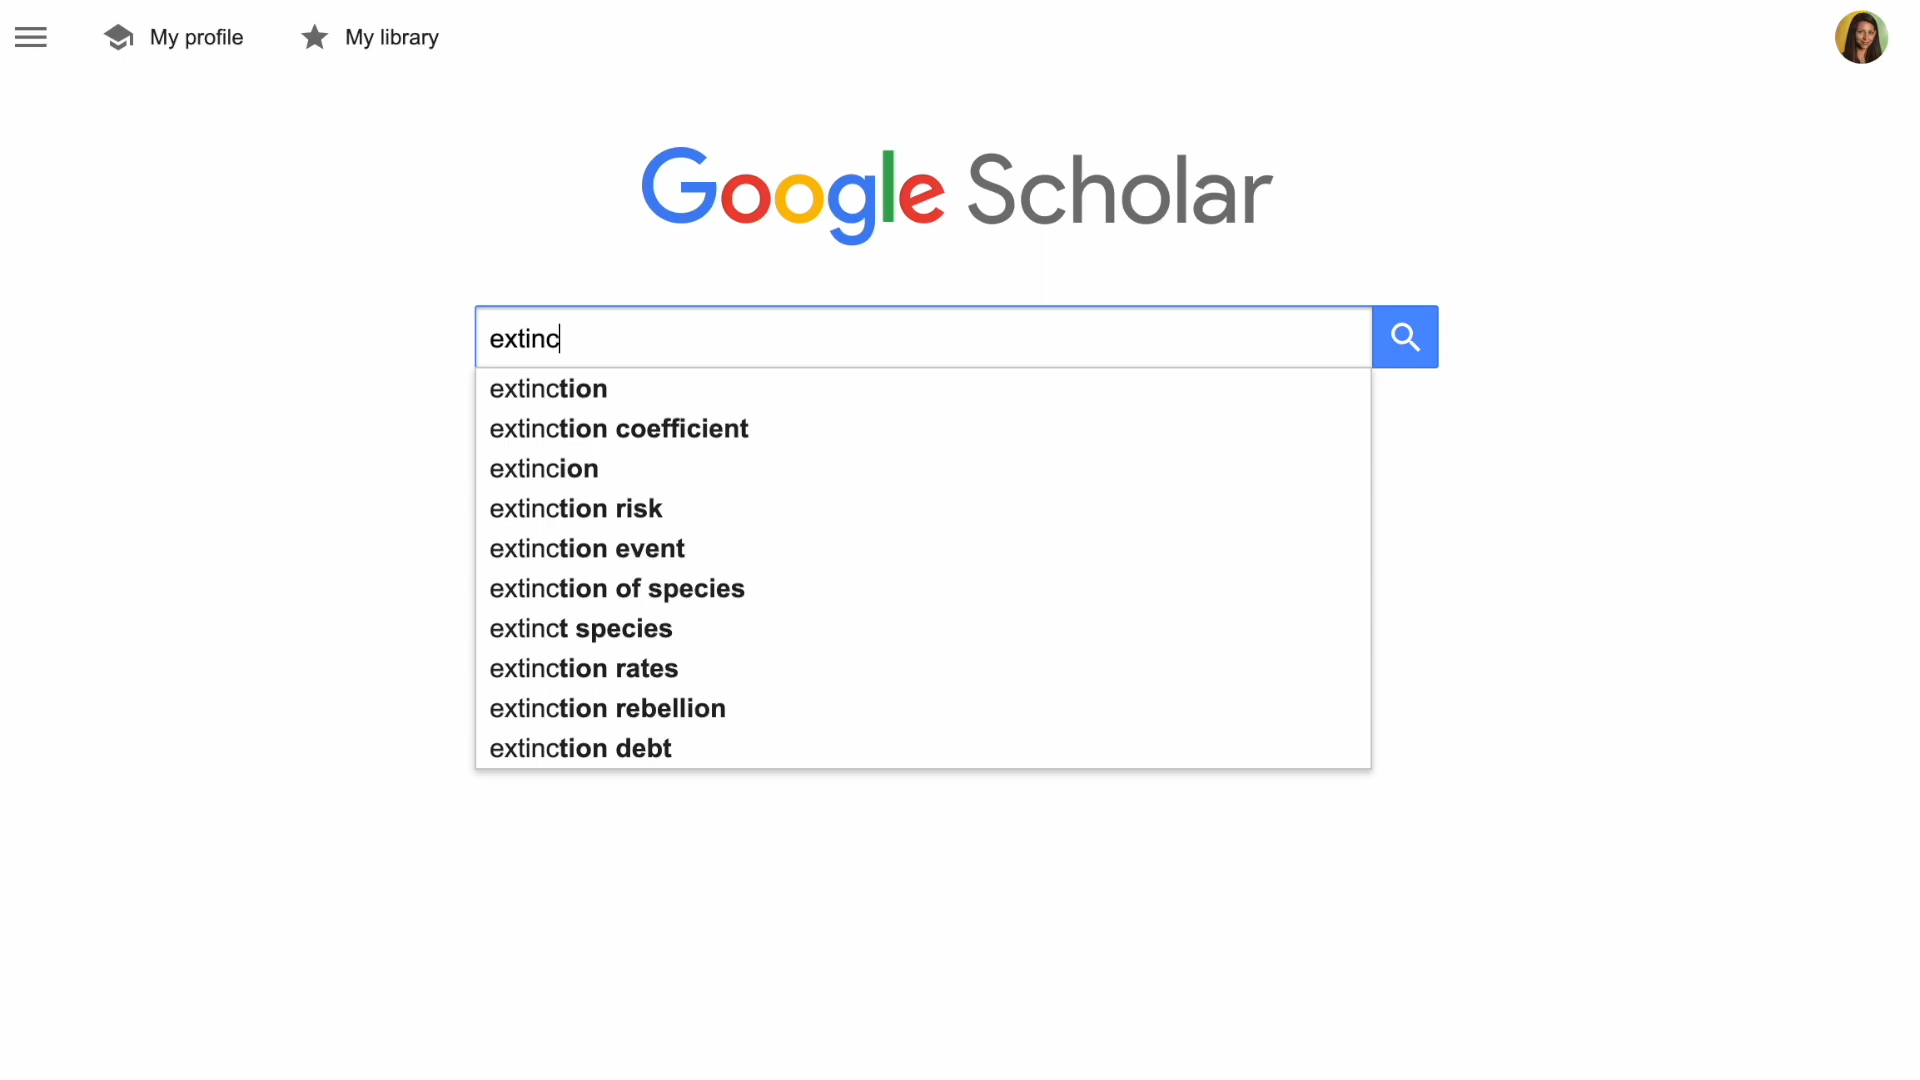 My profile
My library
Google Scholar
extinc
extinction
extinction coefficient
extincion
extinction risk
extinction event
extinction of species
extinct species
extinction rates
extinction rebellion
extinction debt